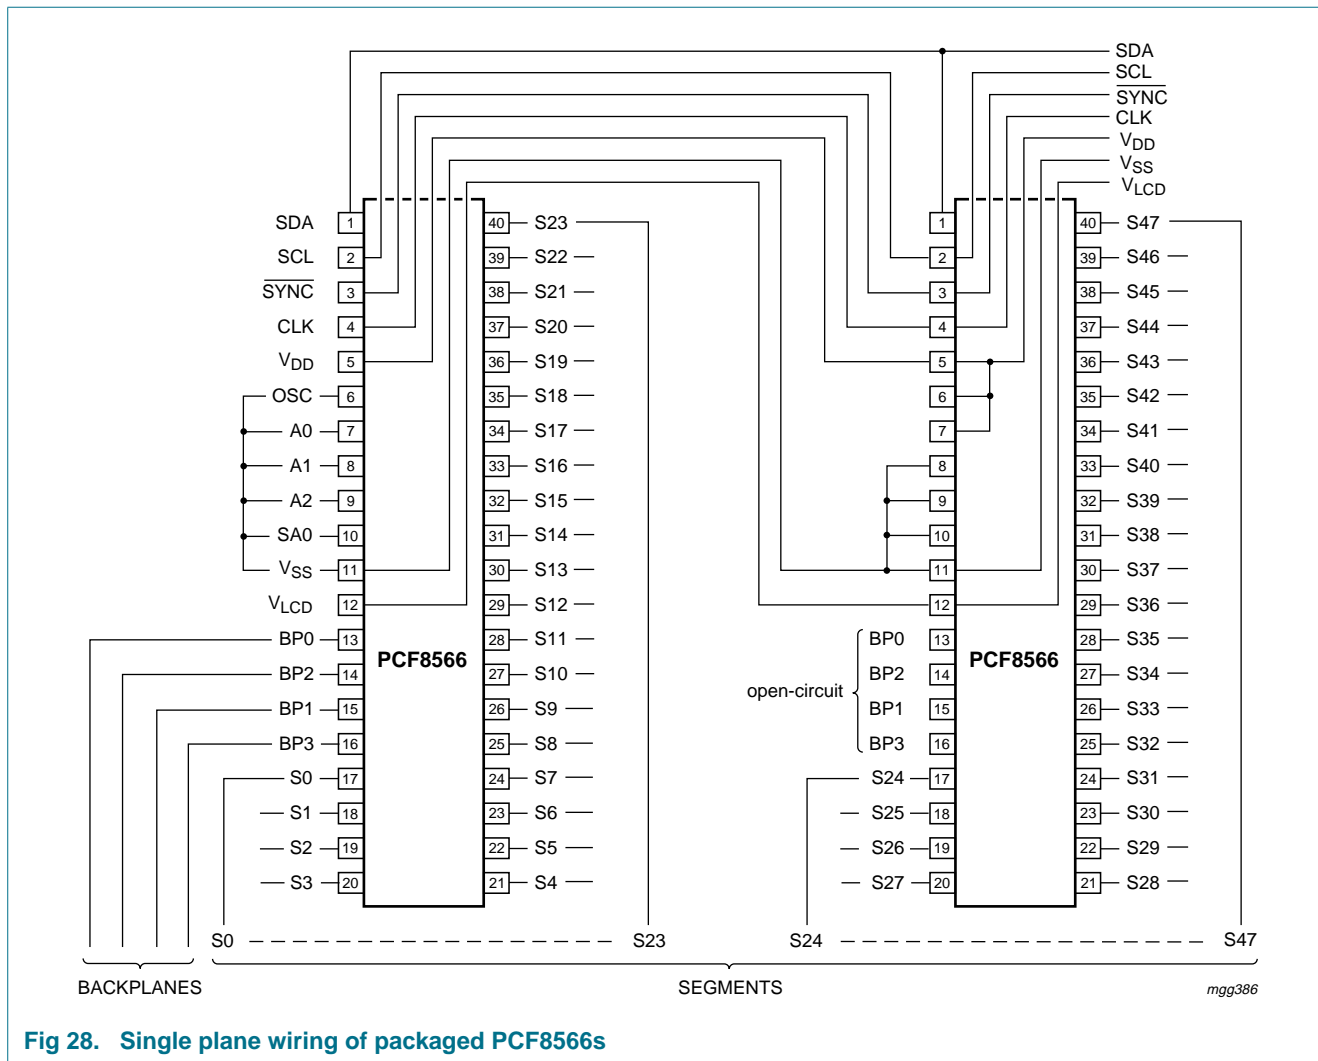 SDA
SCL
SYNC
CLK
VDD
VSS
VLCD
SDA 1 40 S23 1 40 S47
SCL 2 39 S22 2 39 S46
SYNC 3 38 S21 3 38 S45
CLK 4 37 S20 4 37 S44
VDD 5 36 S19 5 36 S43
OSC 6 35 S18 6 35 S42
A0 7 34 S17 7 34 S41
A1 8 33 S16 8 33 S40
A2 9 32 S15 9 32 S39
SA0 10 31 S14 10 31 S38
VSS 11 30 S13 11 30 S37
VLCD 12 29 S12 12 29 S36
BP0 13 28 S11 BP0 13 28 S35
PCF8566 PCF8566
BP2 14 27 S10 BP2 14 27 S34
open-circuit
BP1 15 26 S9 BP1 15 26 S33
BP3 16 25 S8 BP3 16 25 S32
S0 17 24 S7 S24 17 24 S31
S1 18 23 S6 S25 18 23 S30
S2 19 22 S5 S26 19 22 S29
S3 20 21 S4 S27 20 21 S28
S0 S23 S24 S47
BACKPLANES SEGMENTS mgg386
Fig 28. Single plane wiring of packaged PCF8566s